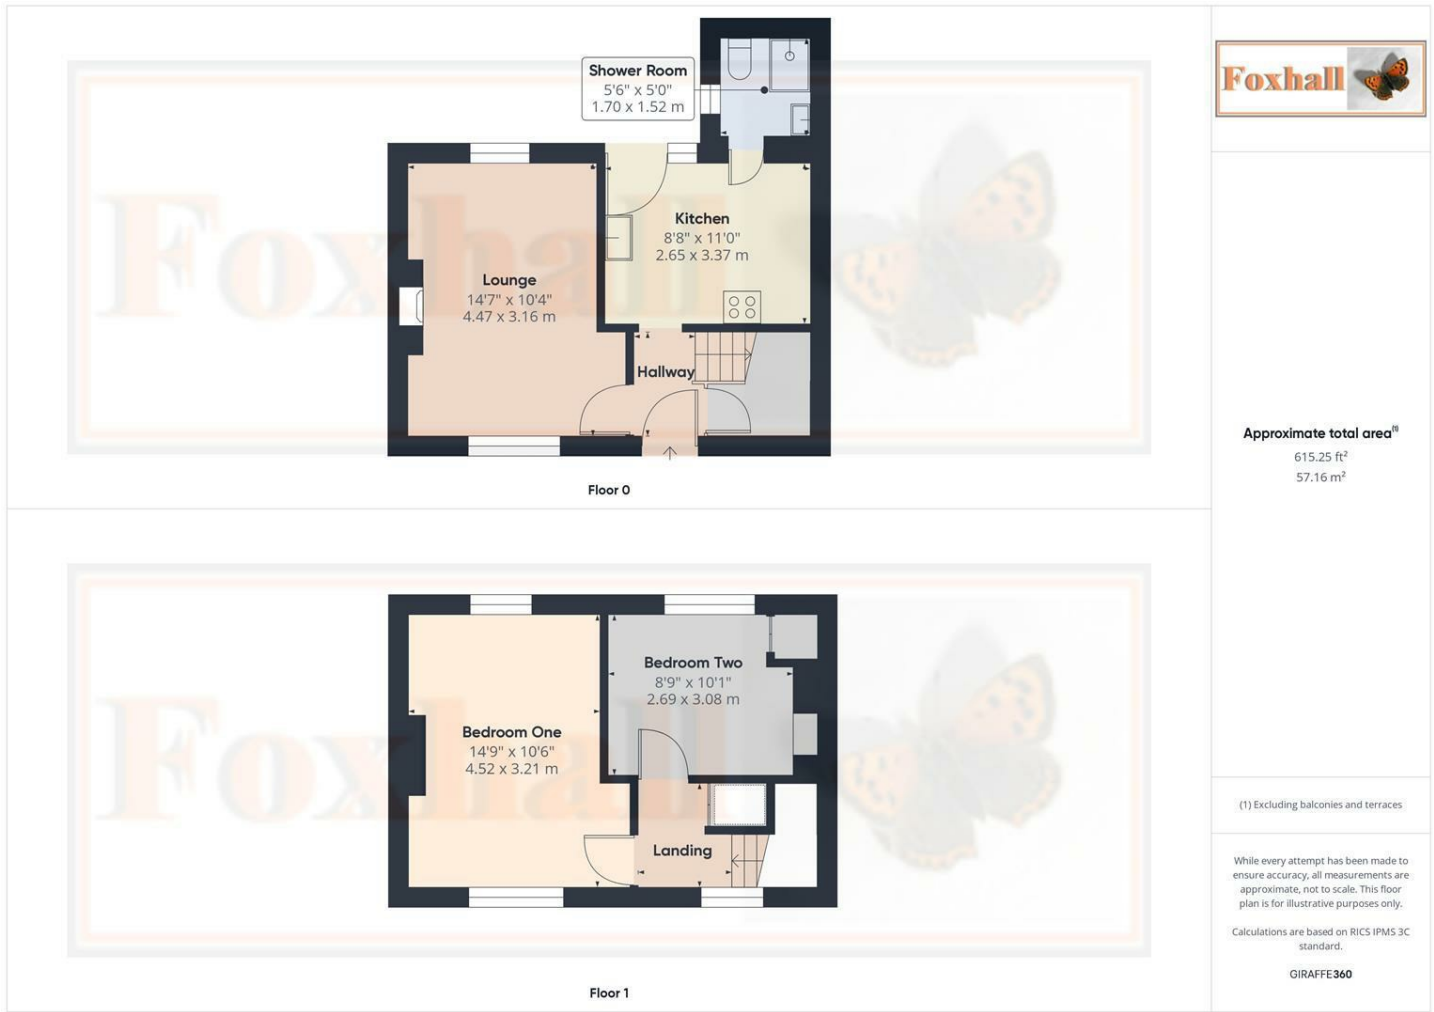 Shower Room
5'6" x 5'0"
1.70 x 1.52 m
Kitchen
8'8" x 11'0"
2.65 x 3.37 m
Lounge
14'7" x 10'4"
4.47 x 3.16 m
Hallway
Floor 0
Foxhall
Bedroom Two
8'9" x 10'1"
2.69 x 3.08 m
Bedroom One
14'9" x 10'6"
4.52 x 3.21 m
Landing
Floor 1
Foxhall
Foxhall
Approximate total area⁽¹⁾
615.25 ft²
57.16 m²
(1) Excluding balconies and terraces
While every attempt has been made to
ensure accuracy, all measurements are
approximate, not to scale. This floor
plan is for illustrative purposes only.
Calculations are based on RICS IPMS 3C
standard.
GIRAFFE360